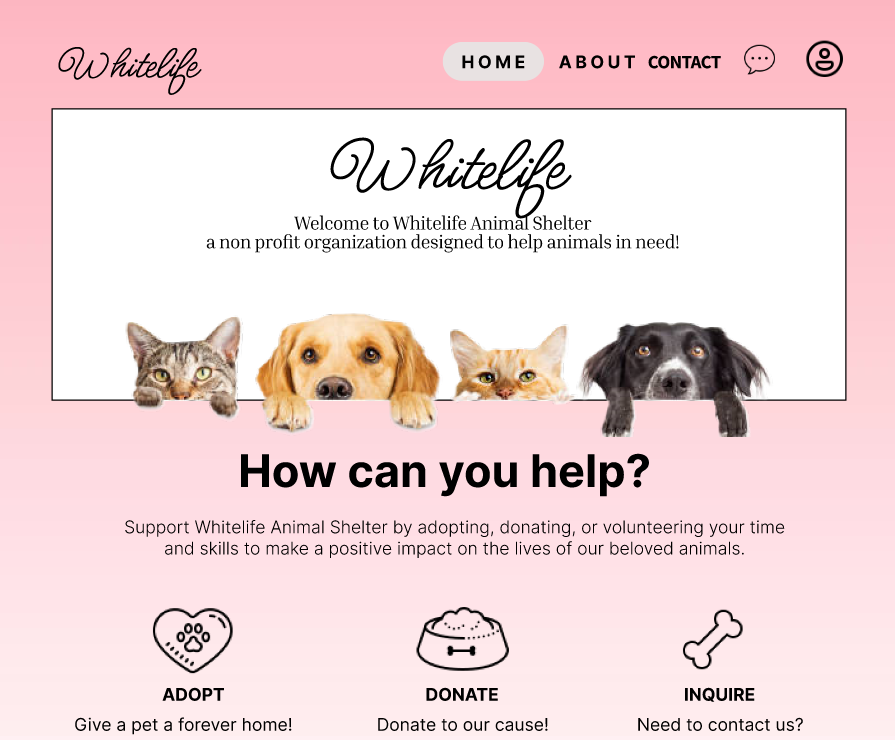 Whitelife
HOME ABOUT CONTACT
Whitelife
Welcome to Whitelife Animal Shelter
a non profit organization designed to help animals in need!
How can you help?
Support Whitelife Animal Shelter by adopting, donating, or volunteering your time
and skills to make a positive impact on the lives of our beloved animals.
ADOPT
Give a pet a forever home!
DONATE
Donate to our cause!
INQUIRE
Need to contact us?